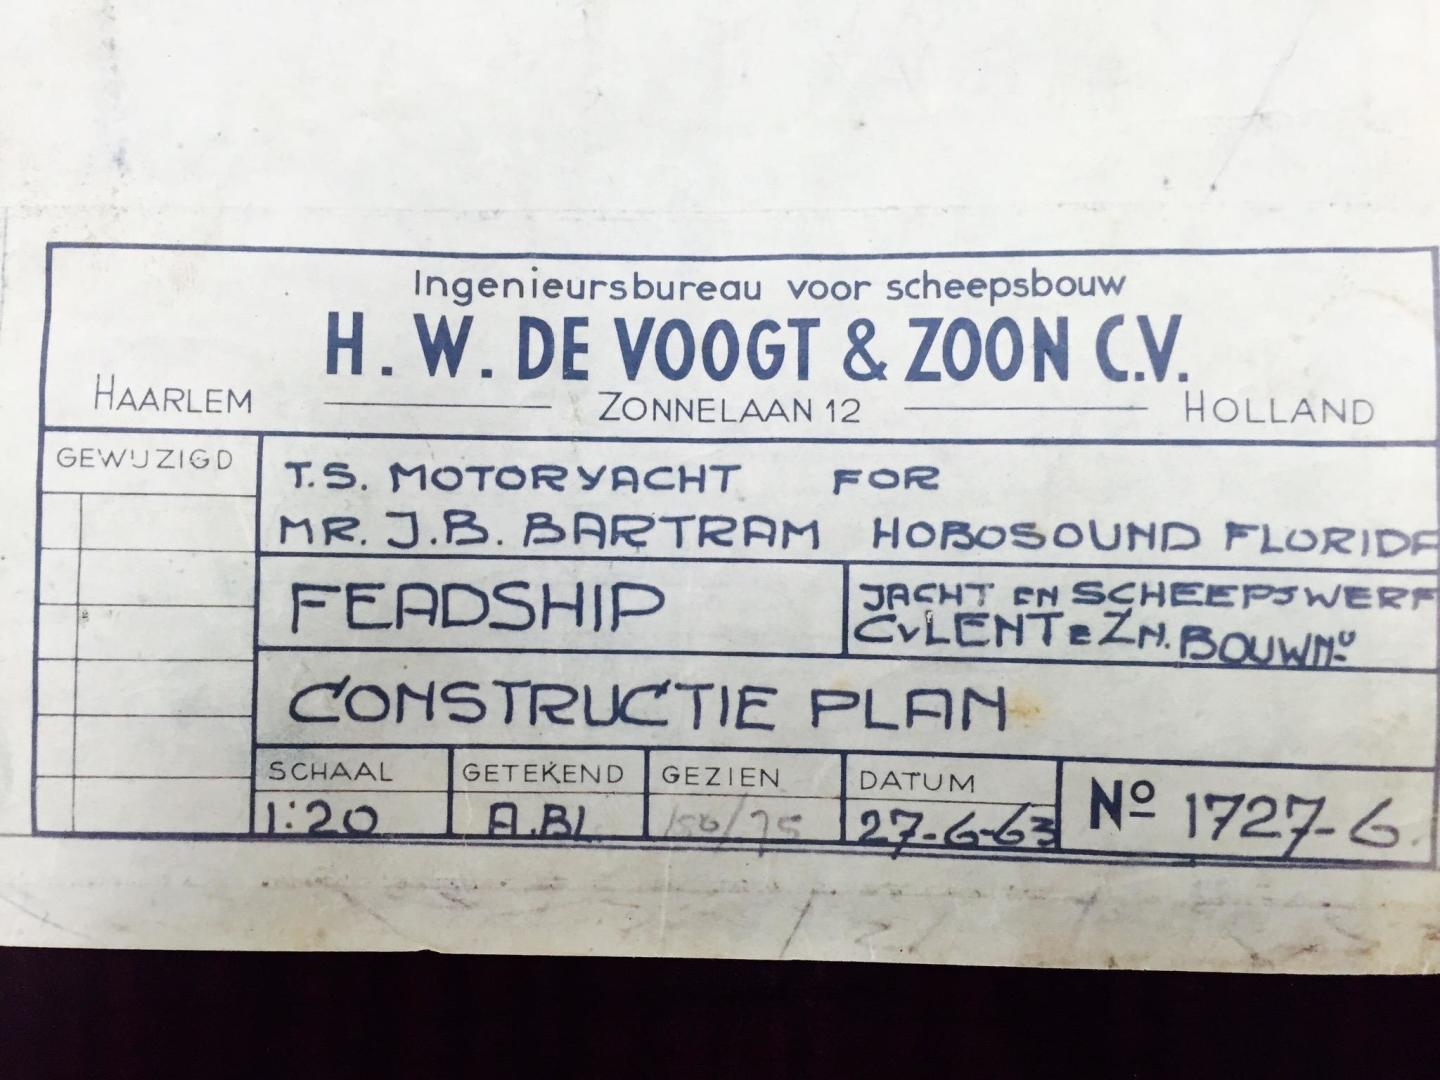 Ingenieursbureau voor scheepsbouw
H. W. DE VOOGT & ZOON C.V.
HAARLEM ZONNELAAN 12 HOLLAND
GEWIJZIGD
T.S. MOTORYACHT FOR
MR. J.B. BARTRAM HOBOSOUND FLORIDA
FEADSHIP
JACHT EN SCHEEPSWERF
C V LENT E ZN. BOUWNU
CONSTRUCTIE PLAN
SCHAAL GETEKEND GEZIEN DATUM
1:20 A.BL. 27-6-63
Nº 1727-6.